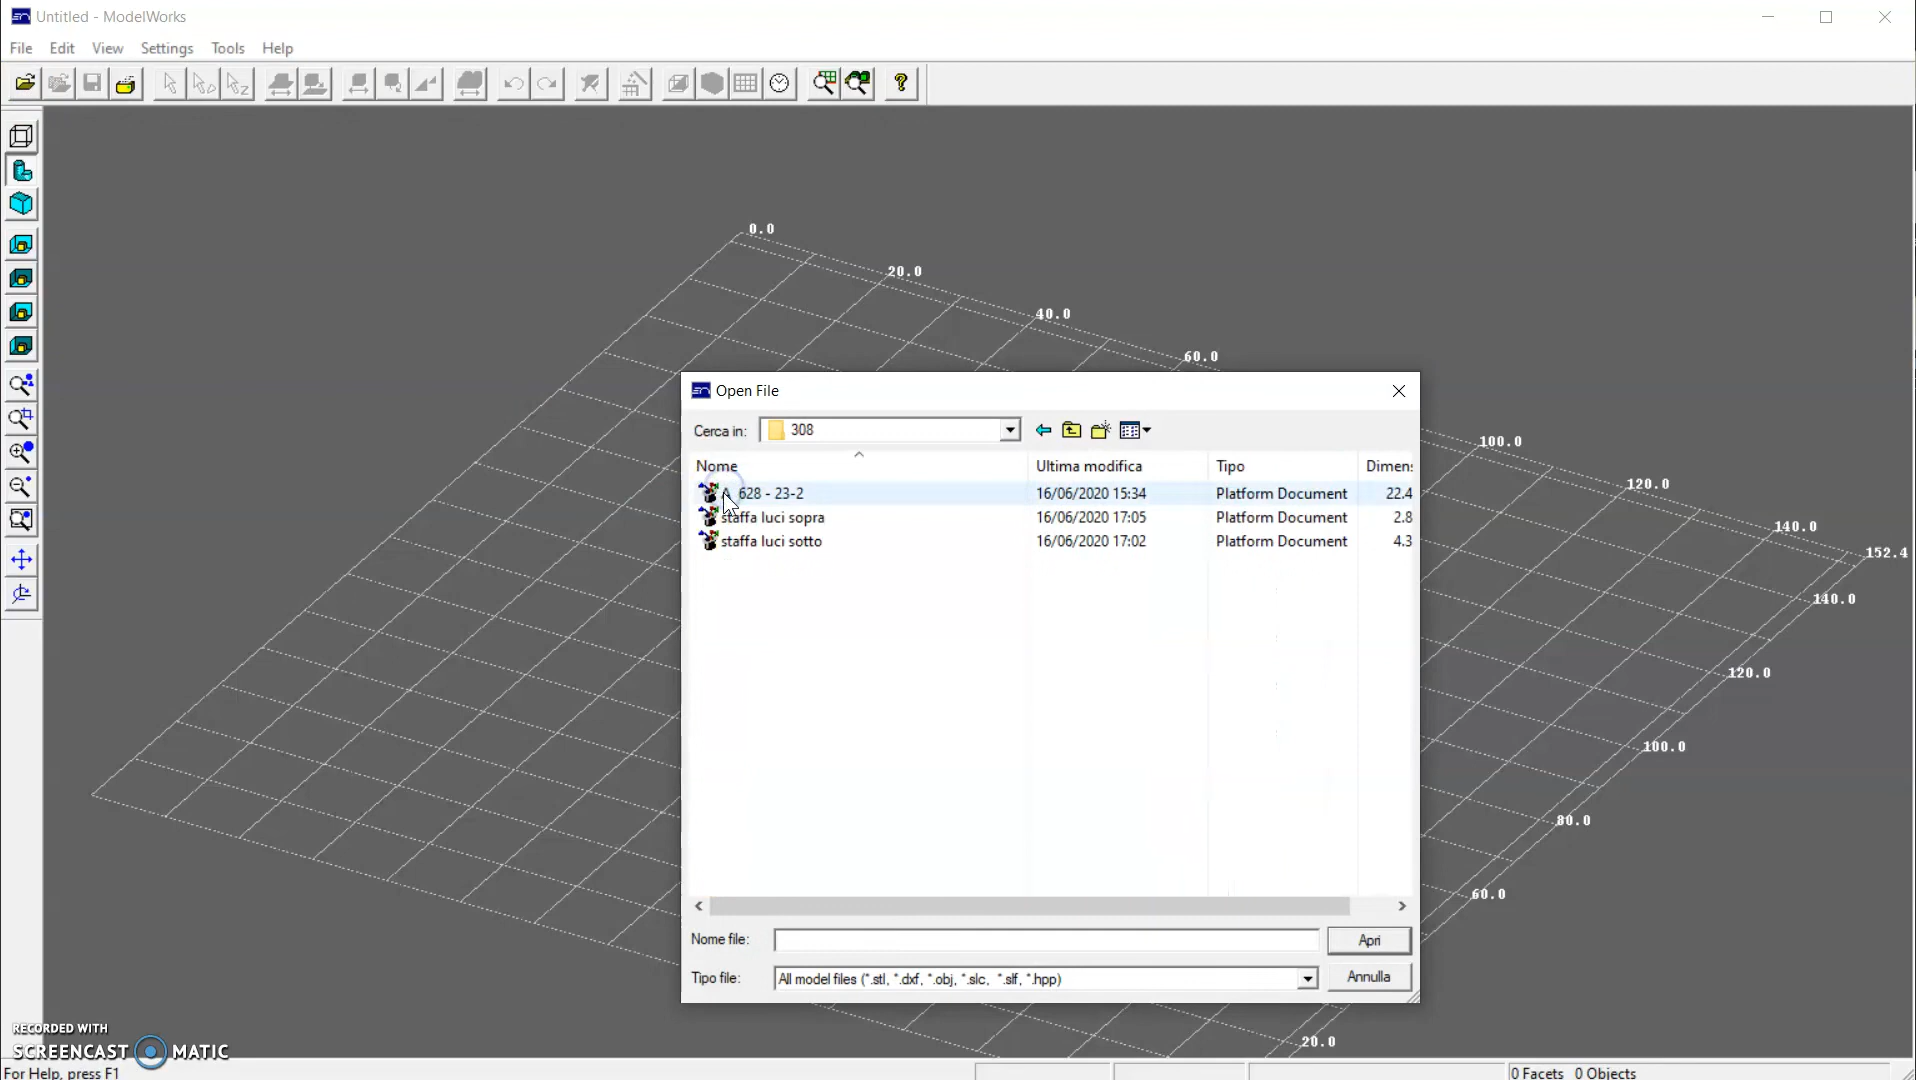 Untitled - ModelWorks
File Edit View Settings Tools Help
0.0
20.0
40.0
60.0
100.0
120.0
140.0
152.4
140.0
120.0
100.0
80.0
60.0
20.0
Open File
Cerca in: 308
Nome Ultima modifica Tipo Dimens
628 - 23-2 16/06/2020 15:34 Platform Document 22.4
staffa luci sopra 16/06/2020 17:05 Platform Document 2.8
staffa luci sotto 16/06/2020 17:02 Platform Document 4.3
Nome file: Apri
Tipo file: All model files (*.stl, *.dxf, *.obj, *.slc, *.slf, *.hpp) Annulla
RECORDED WITH
SCREENCAST MATIC
For Help, press F1
0 Facets 0 Objects